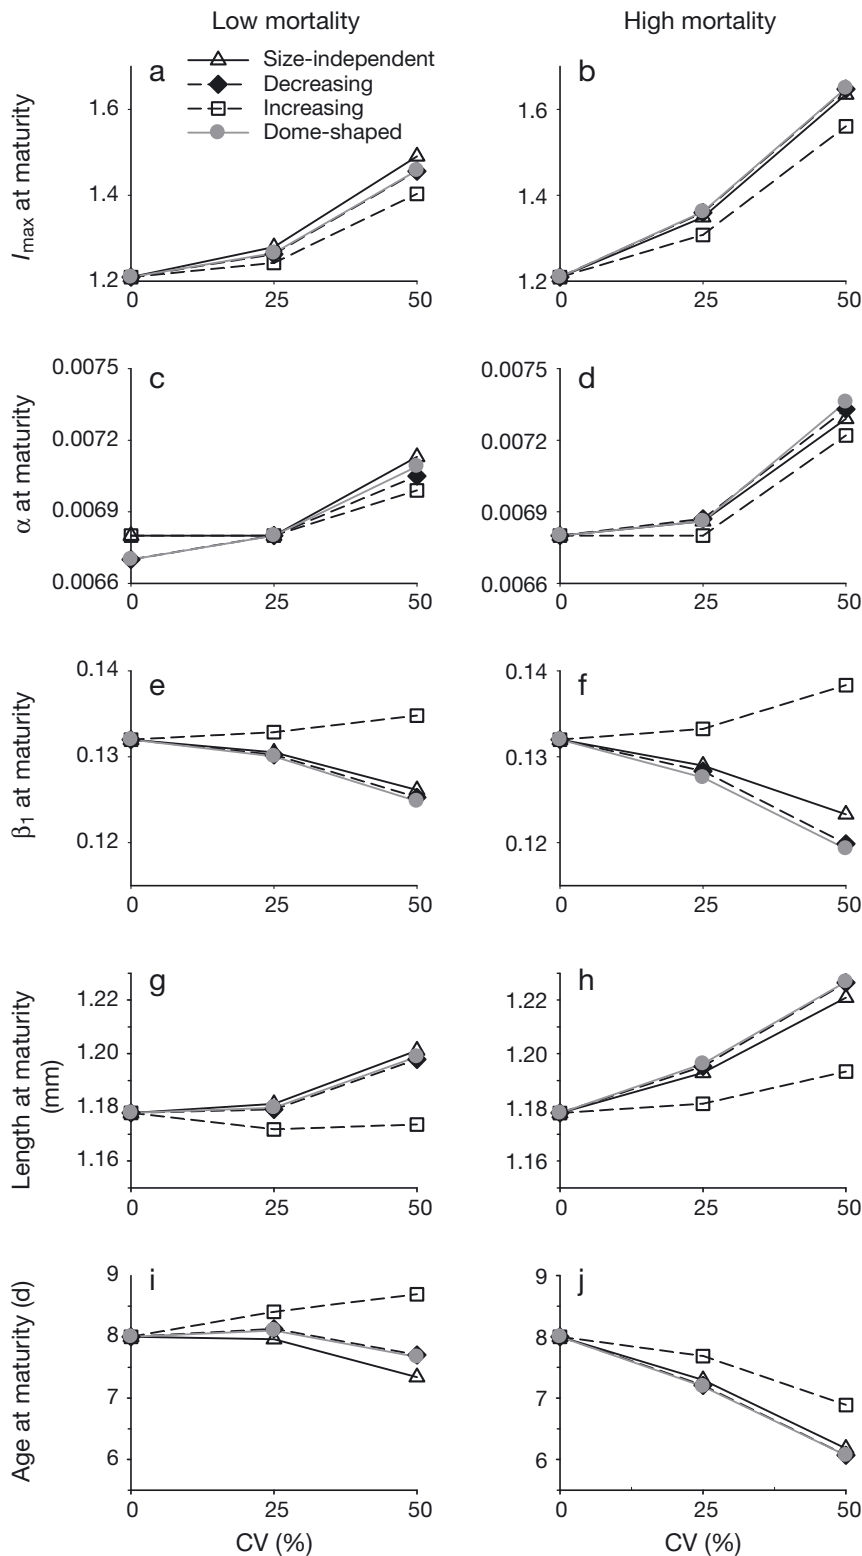 Low mortality
High mortality
Size-independent
Decreasing
Increasing
Dome-shaped
a
Imax at maturity
1.6
1.4
1.2
0 25 50
b
1.6
1.4
1.2
0 25 50
c
α at maturity
0.0075
0.0072
0.0069
0.0066
0 25 50
d
0.0075
0.0072
0.0069
0.0066
0 25 50
e
β1 at maturity
0.14
0.13
0.12
0 25 50
f
0.14
0.13
0.12
0 25 50
g
Length at maturity
(mm)
1.22
1.20
1.18
1.16
0 25 50
h
1.22
1.20
1.18
1.16
0 25 50
i
Age at maturity (d)
9
8
7
6
0 25 50
CV (%)
j
9
8
7
6
0 25 50
CV (%)